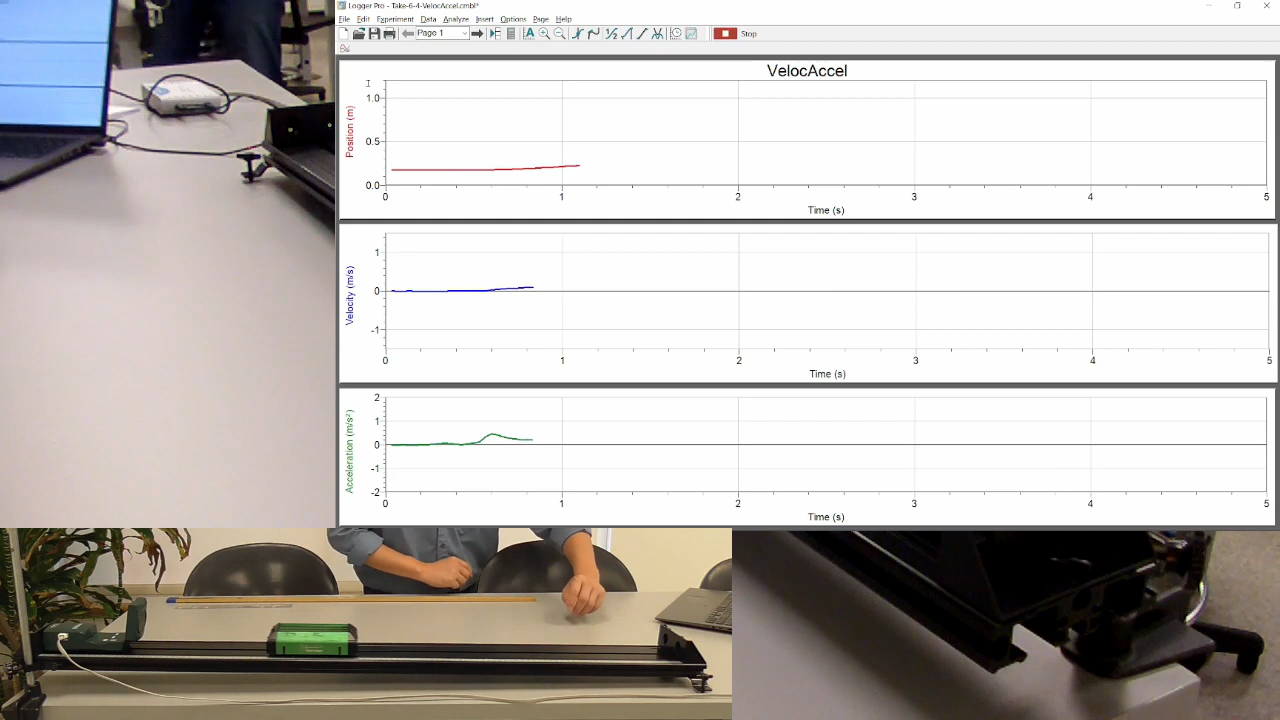 Logger Pro - Take-6-4-VelocAccel.cmbl*
File Edit Experiment Data Analyze Insert Options Page Help
Page 1
Stop
VelocAccel
Position (m)
1.0
0.5
0.0
0 1 2 3 4 5
Time (s)
Velocity (m/s)
1
0
-1
0 1 2 3 4 5
Time (s)
Acceleration (m/s²)
2
1
0
-1
-2
0 1 2 3 4 5
Time (s)